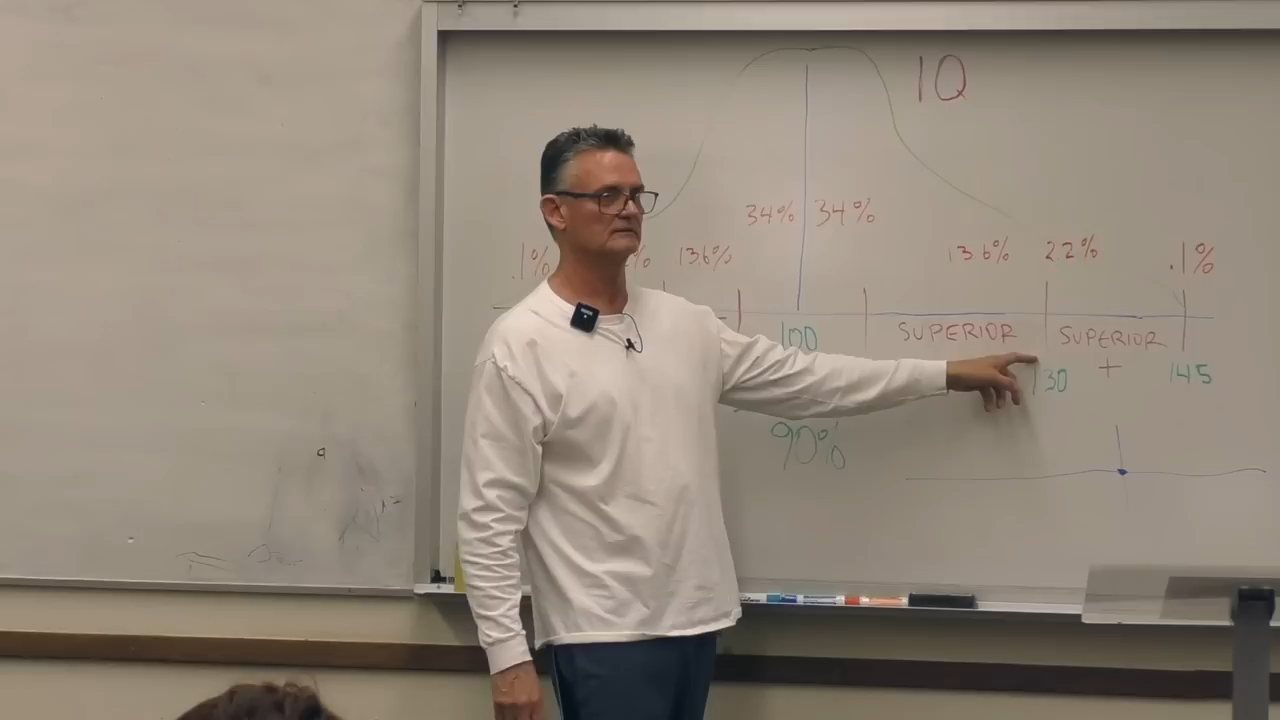 IQ
34% 34%
.1% % 13.6% 13.6% 2.2% .1%
100 SUPERIOR SUPERIOR
130 + 145
90%